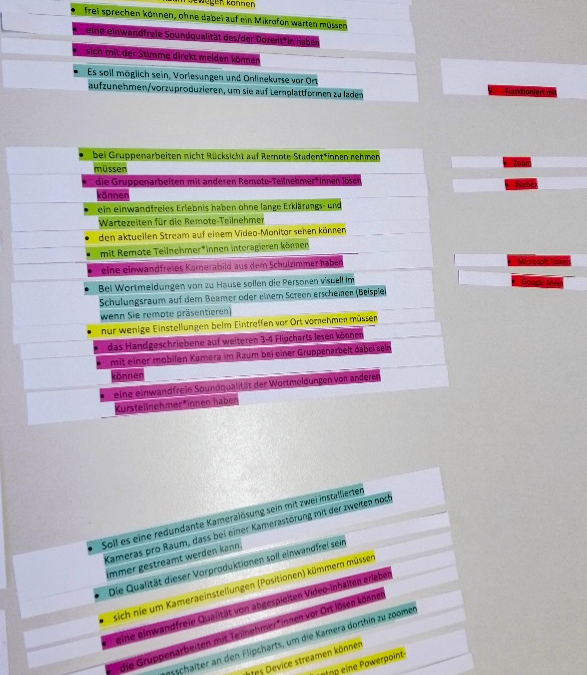 bewegen können
frei sprechen können, ohne dabei auf ein Mikrofon warten müssen
eine einwandfreie Soundqualität des/der Dozent*in haben
sich mit der Stimme direkt melden können
Es soll möglich sein, Vorlesungen und Onlinekurse vor Ort
aufzunehmen/vorzuproduzieren, um sie auf Lernplattformen zu laden
Funktioniert mit
bei Gruppenarbeiten nicht Rücksicht auf Remote-Student*innen nehmen
müssen
Zoom
die Gruppenarbeiten mit anderen Remote-Teilnehmer*innen lösen
können
Webex
ein einwandfreies Erlebnis haben ohne lange Erklärungs- und
Wartezeiten für die Remote-Teilnehmer
den aktuellen Stream auf einem Video-Monitor sehen können
mit Remote Teilnehmer*innen interagieren können
eine einwandfreies Kamerabild aus dem Schulzimmer haben
Microsoft Teams
Bei Wortmeldungen von zu Hause sollen die Personen visuell im
Schulungsraum auf dem Beamer oder einem Screen erscheinen (Beispiel
wenn Sie remote präsentieren)
Google Meet
nur wenige Einstellungen beim Eintreffen vor Ort vornehmen müssen
das Handgeschriebene auf weiteren 3-4 Flipcharts lesen können
mit einer mobilen Kamera im Raum bei einer Gruppenarbeit dabei sein
können
eine einwandfreie Soundqualität der Wortmeldungen von anderen
Kursteilnehmer*innen haben
Soll es eine redundante Kameralösung sein mit zwei installierten
Kameras pro Raum, dass bei einer Kamerastörung mit der zweiten noch
immer gestreamt werden kann.
Die Qualität dieser Vorproduktionen soll einwandfrei sein
sich nie um Kameraeinstellungen (Positionen) kümmern müssen
eine einwandfreie Qualität von abgespielten Video-Inhalten erleben
die Gruppenarbeiten mit Teilnehmer*innen vor Ort lösen können
an den Flipcharts, um die Kamera dorthin zu zoomen
Device streamen können
eine Powerpoint-